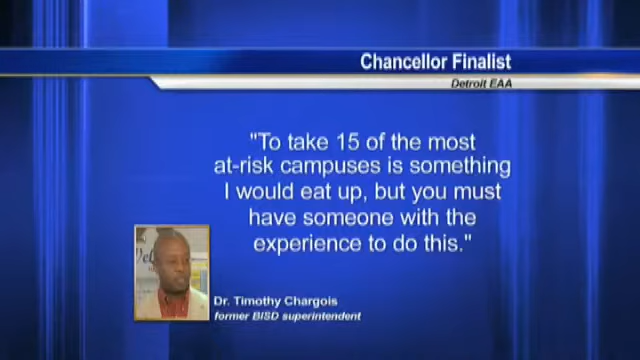 Chancellor Finalist
Detroit EAA
"To take 15 of the most
at-risk campuses is something
I would eat up, but you must
have someone with the
experience to do this."
Dr. Timothy Chargois
former BISD superintendent